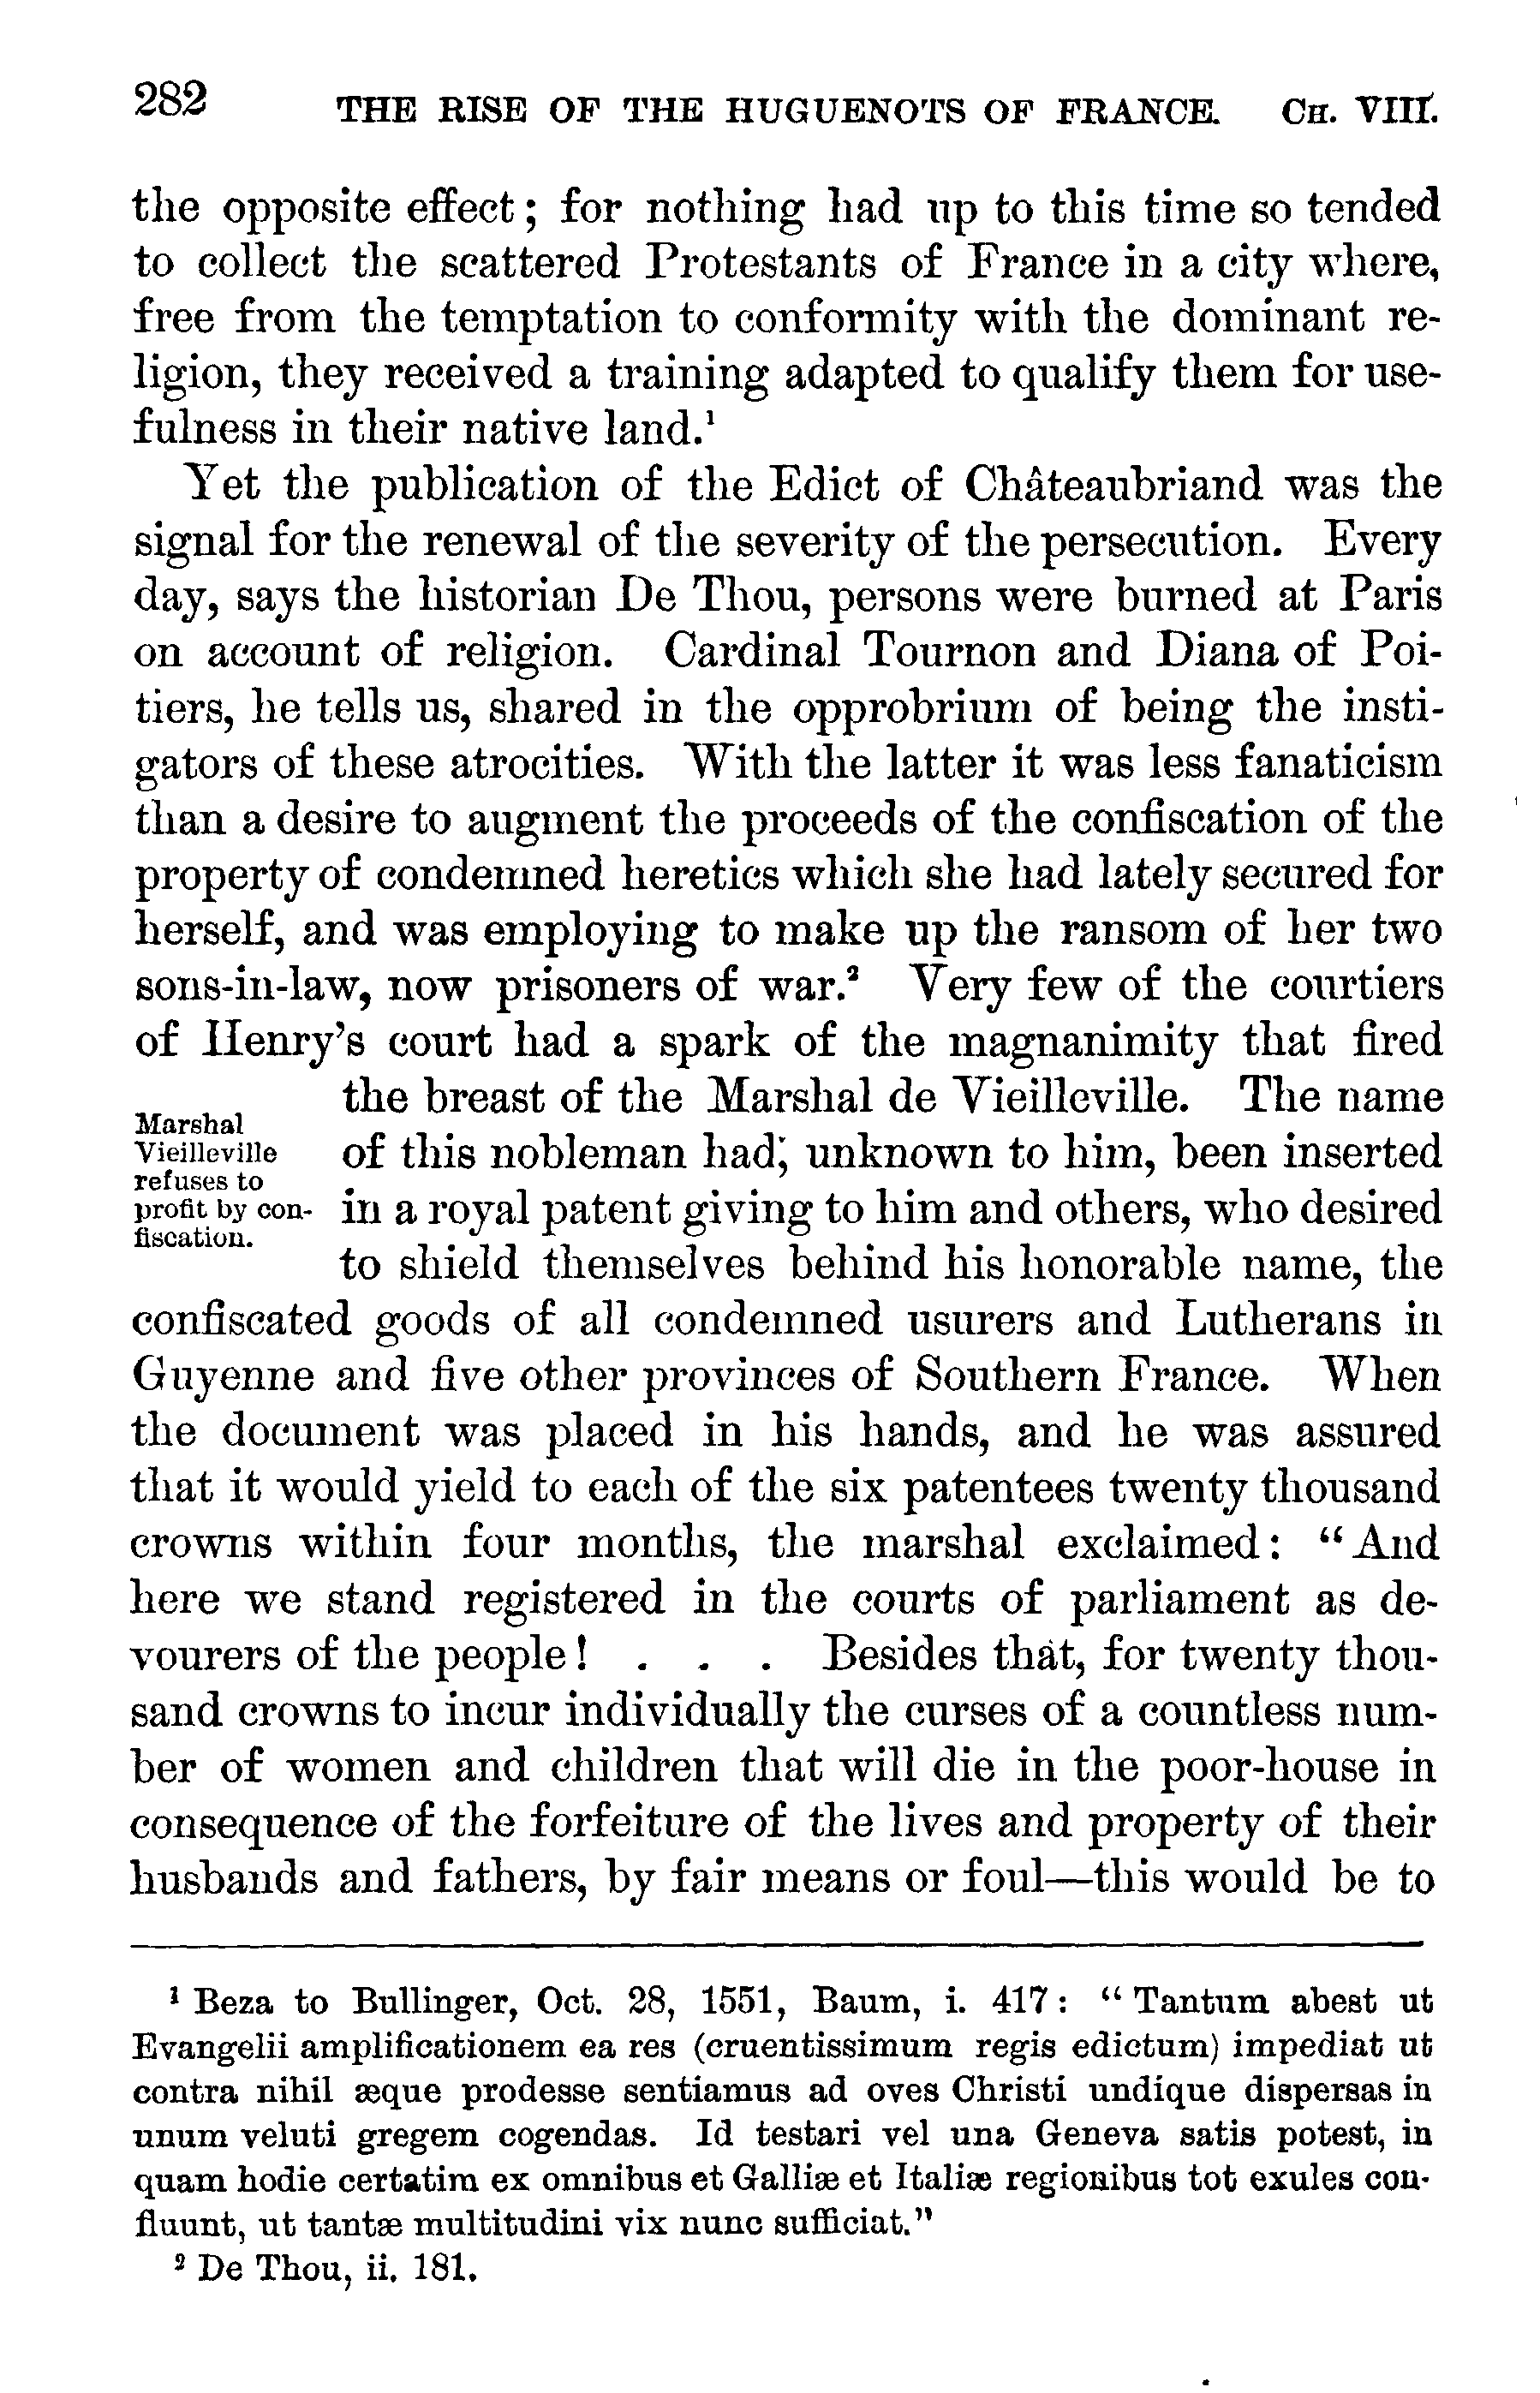 282 THE RISE OF THE HUGUENOTS OF FRANCE. CH. VIII.
the opposite effect; for nothing had up to this time so tended
to collect the scattered Protestants of France in a city where,
free from the temptation to conformity with the dominant re-
ligion, they received a training adapted to qualify them for use-
fulness in their native land.¹
Yet the publication of the Edict of Châteaubriand was the
signal for the renewal of the severity of the persecution. Every
day, says the historian De Thou, persons were burned at Paris
on account of religion. Cardinal Tournon and Diana of Poi-
tiers, he tells us, shared in the opprobrium of being the insti-
gators of these atrocities. With the latter it was less fanaticism
than a desire to augment the proceeds of the confiscation of the
property of condemned heretics which she had lately secured for
herself, and was employing to make up the ransom of her two
sons-in-law, now prisoners of war.² Very few of the courtiers
of Henry's court had a spark of the magnanimity that fired
the breast of the Marshal de Vieilleville. The name
Marshal
Vieilleville
refuses to
profit by con-
fiscation.
of this nobleman had, unknown to him, been inserted
in a royal patent giving to him and others, who desired
to shield themselves behind his honorable name, the
confiscated goods of all condemned usurers and Lutherans in
Guyenne and five other provinces of Southern France. When
the document was placed in his hands, and he was assured
that it would yield to each of the six patentees twenty thousand
crowns within four months, the marshal exclaimed: "And
here we stand registered in the courts of parliament as de-
vourers of the people! . . . Besides that, for twenty thou-
sand crowns to incur individually the curses of a countless num-
ber of women and children that will die in the poor-house in
consequence of the forfeiture of the lives and property of their
husbands and fathers, by fair means or foul—this would be to
¹ Beza to Bullinger, Oct. 28, 1551, Baum, i. 417: "Tantum abest ut
Evangelii amplificationem ea res (cruentissimum regis edictum) impediat ut
contra nihil æque prodesse sentiamus ad oves Christi undique dispersas in
unum veluti gregem cogendas. Id testari vel una Geneva satis potest, in
quam hodie certatim ex omnibus et Galliæ et Italiæ regionibus tot exules con-
fluunt, ut tantæ multitudini vix nunc sufficiat."
² De Thou, ii. 181.